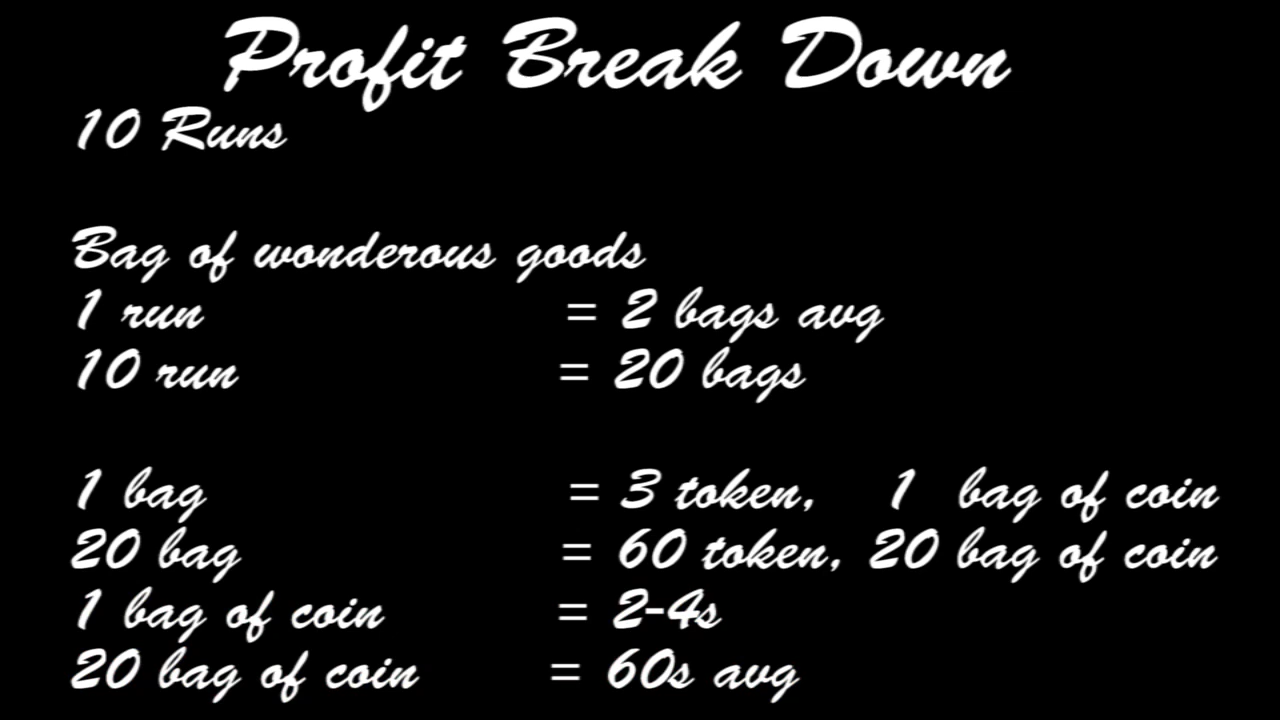 Profit Break Down
10 Runs
Bag of wonderous goods
1 run = 2 bags avg
10 run = 20 bags
1 bag = 3 token, 1 bag of coin
20 bag = 60 token, 20 bag of coin
1 bag of coin = 2-4s
20 bag of coin = 60s avg